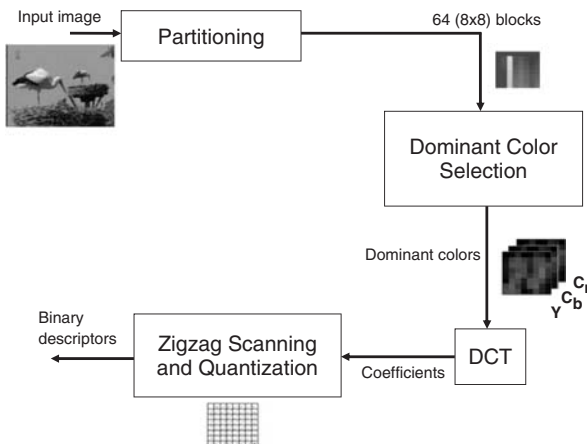 Input image
Partitioning
64 (8x8) blocks
Dominant Color
Selection
Dominant colors
Y
C_b
Binary
descriptors
Zigzag Scanning
and Quantization
Coefficients
DCT